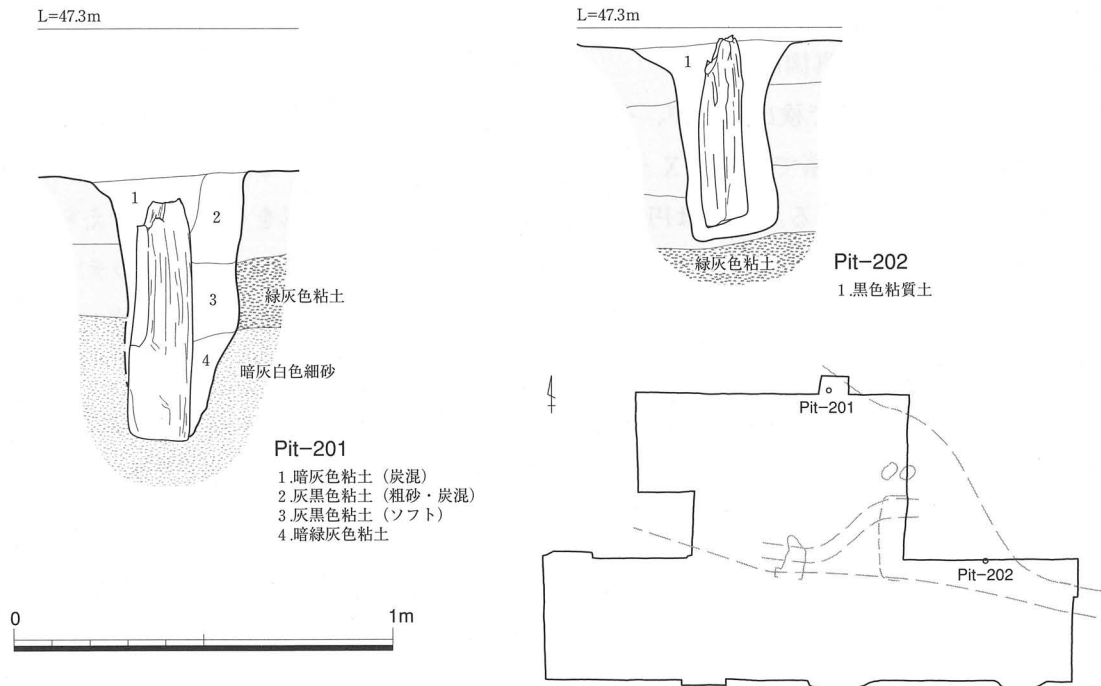 L=47.3m
1
2
3
4
緑灰色粘土
暗灰白色細砂
Pit-201
1.暗灰色粘土（炭混）
2.灰黒色粘土（粗砂・炭混）
3.灰黒色粘土（ソフト）
4.暗緑灰色粘土
0 1m
L=47.3m
1
緑灰色粘土
Pit-202
1.黒色粘質土
Pit-201
Pit-202